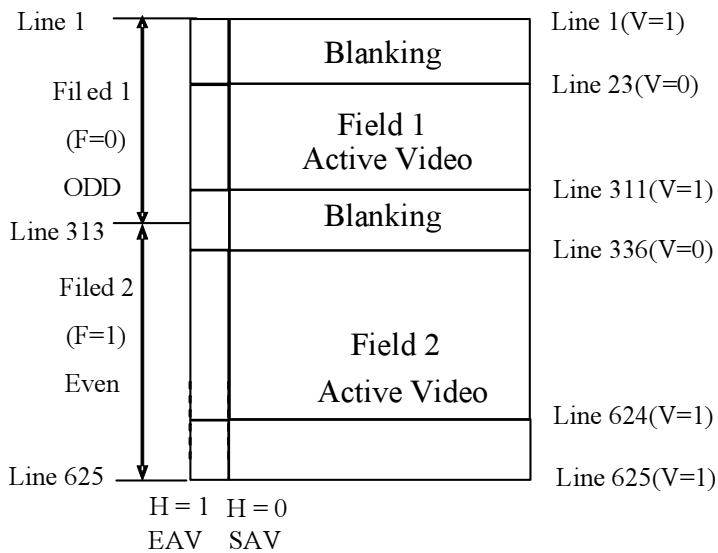 Line 1
Line 1(V=1)
Blanking
Line 23(V=0)
Filed 1
(F=0)
ODD
Field 1
Active Video
Line 311(V=1)
Line 313
Blanking
Line 336(V=0)
Filed 2
(F=1)
Even
Field 2
Active Video
Line 624(V=1)
Line 625
Line 625(V=1)
H = 1 H = 0
EAV SAV